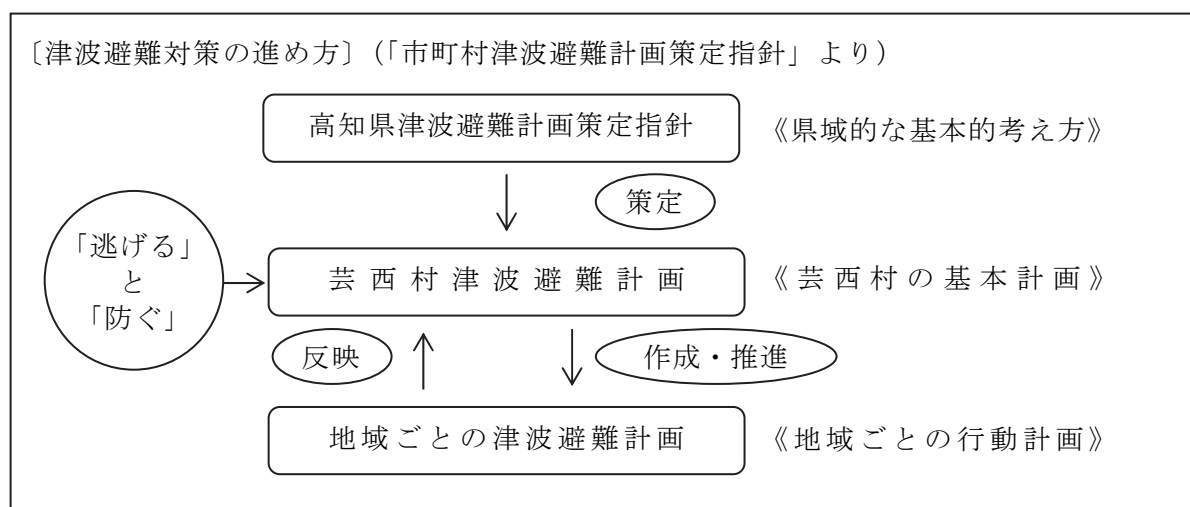 〔津波避難対策の進め方〕（「市町村津波避難計画策定指針」より）
高知県津波避難計画策定指針 《県域的な基本的考え方》
策定
「逃げる」
と
「防ぐ」
芸西村津波避難計画 《芸西村の基本計画》
反映 作成・推進
地域ごとの津波避難計画 《地域ごとの行動計画》